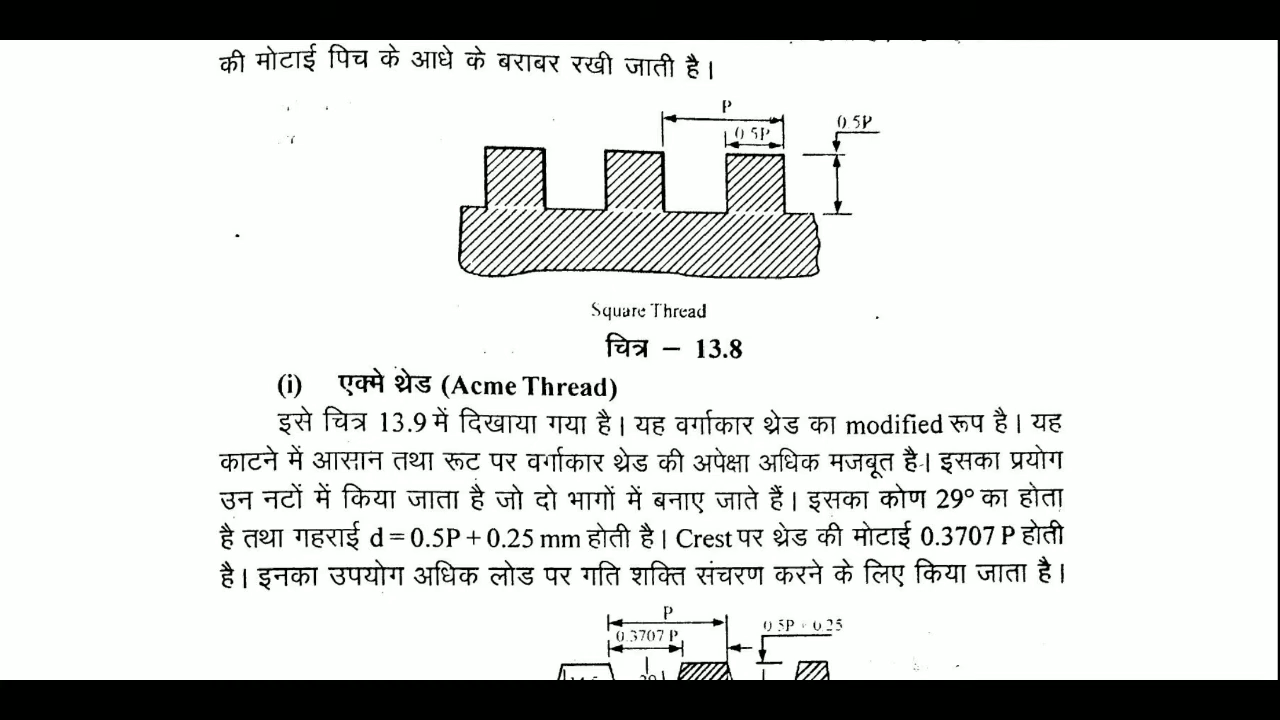 की मोटाई पिच के आधे के बराबर रखी जाती है।
P
0.5P
0.5P
Square Thread
चित्र – 13.8
(i) एक्मे थ्रेड (Acme Thread)
इसे चित्र 13.9 में दिखाया गया है। यह वर्गाकार थ्रेड का modified रूप है। यह
काटने में आसान तथा रूट पर वर्गाकार थ्रेड की अपेक्षा अधिक मजबूत है। इसका प्रयोग
उन नटों में किया जाता है जो दो भागों में बनाए जाते हैं। इसका कोण 29° का होता
है तथा गहराई d = 0.5P + 0.25 mm होती है। Crest पर थ्रेड की मोटाई 0.3707 P होती
है। इनका उपयोग अधिक लोड पर गति शक्ति संचरण करने के लिए किया जाता है।
P
0.3707 P
0.5P + 0.25